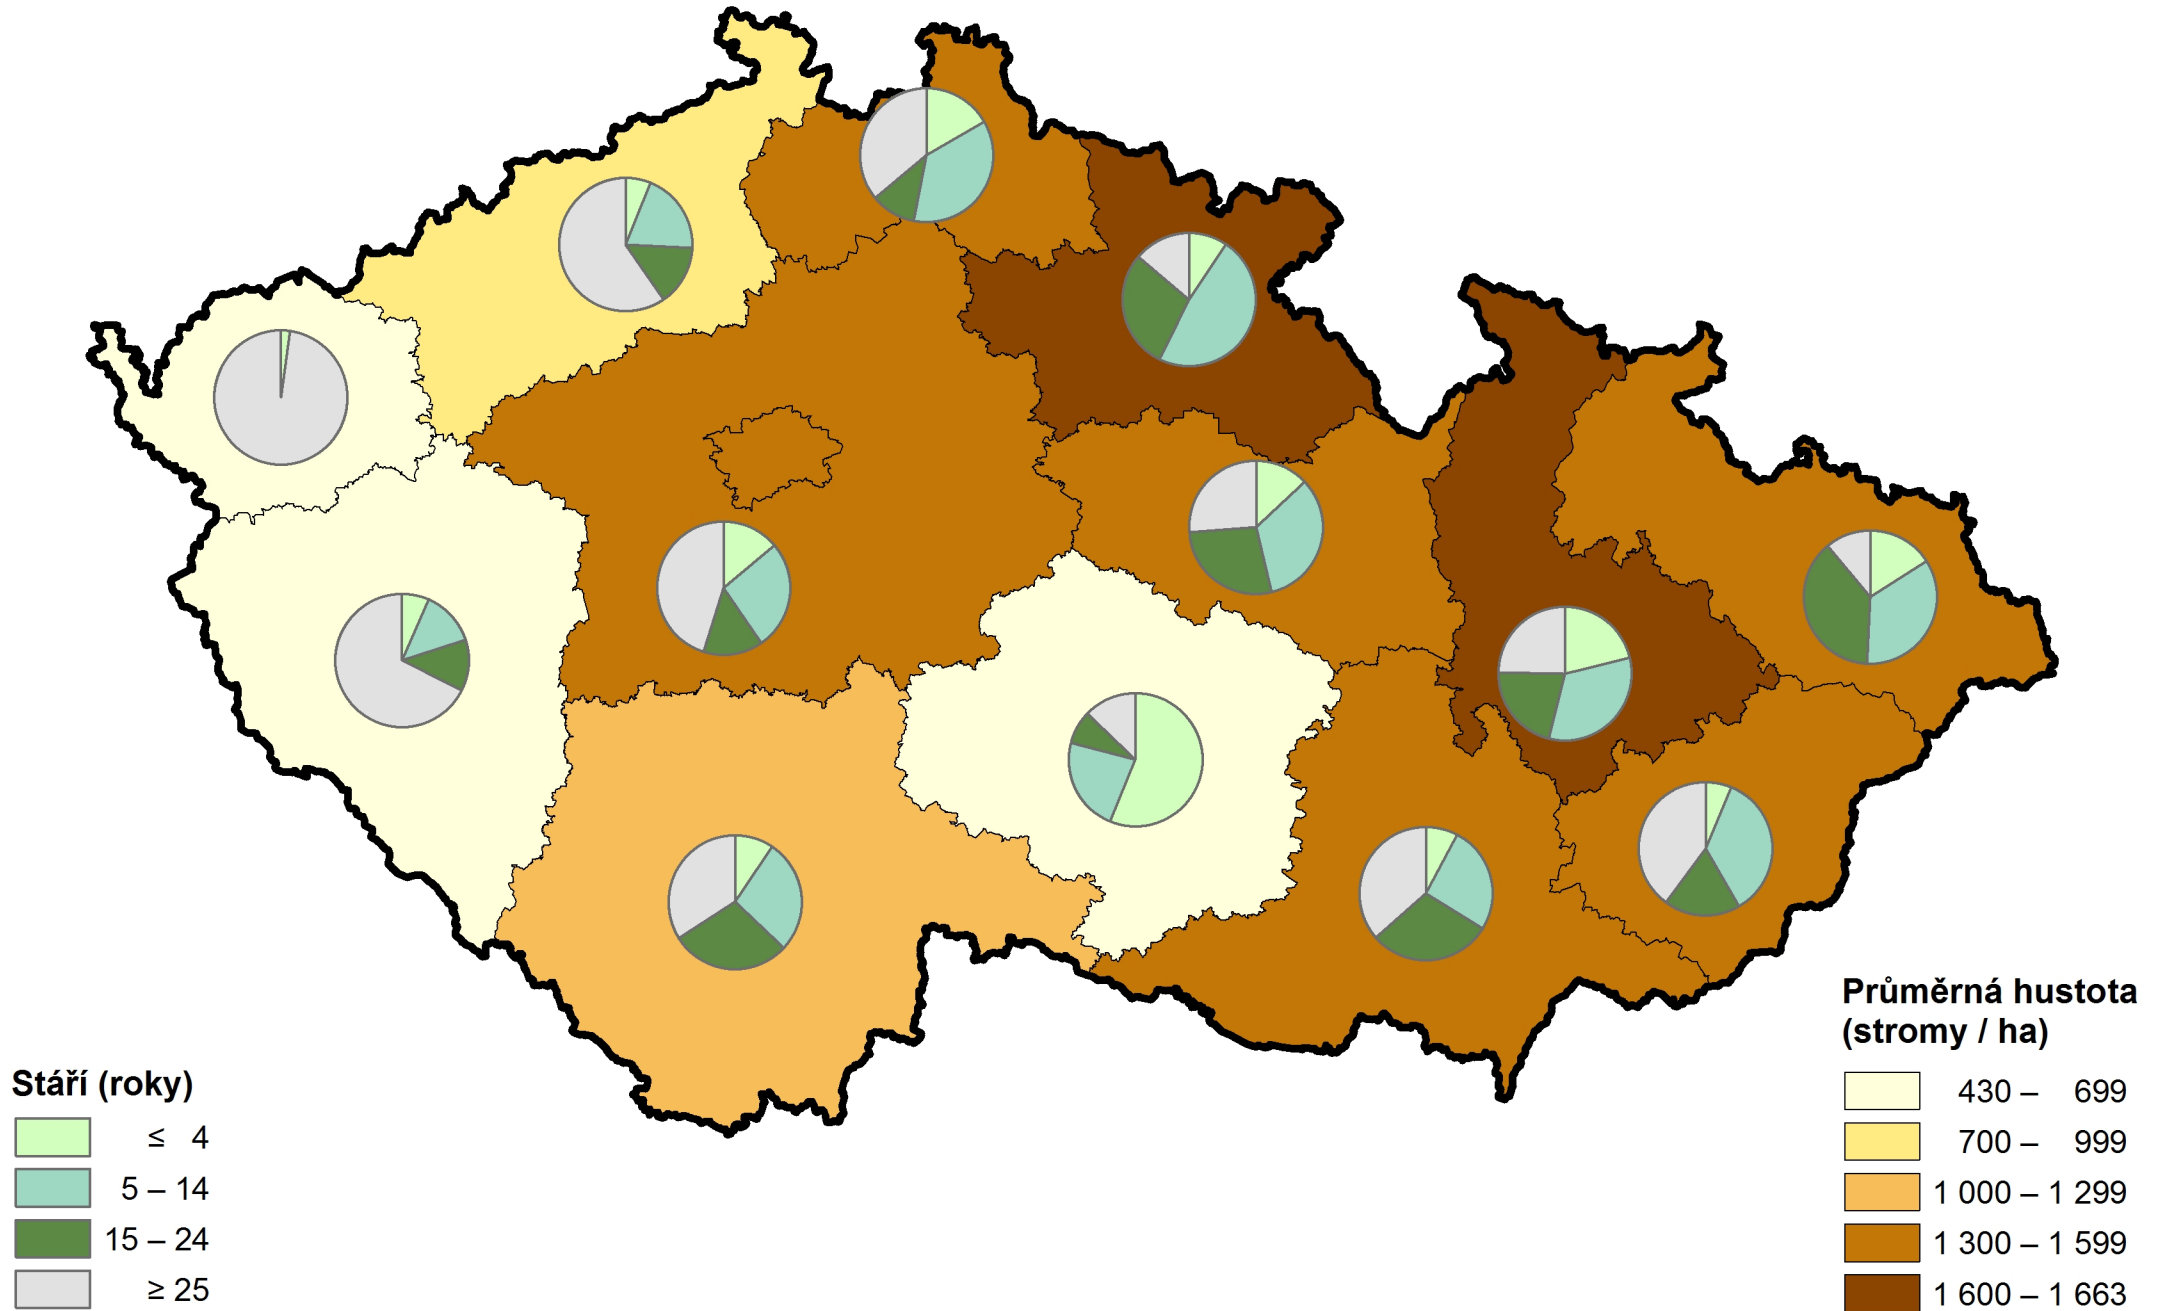 Stáří (roky)
≤ 4
5 – 14
15 – 24
≥ 25
Průměrná hustota
(stromy / ha)
430 – 699
700 – 999
1 000 – 1 299
1 300 – 1 599
1 600 – 1 663